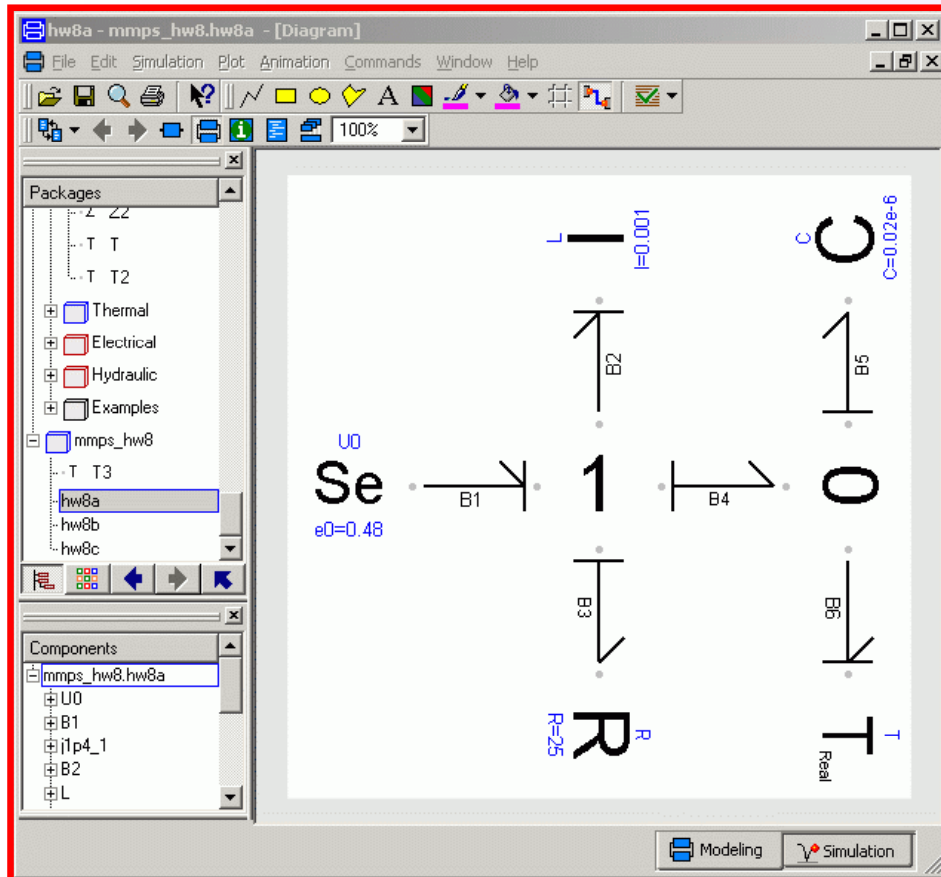 hw8a - mmps_hw8.hw8a - [Diagram]
File Edit Simulation Plot Animation Commands Window Help
A
100%
Packages
Z Z2
T T
T T2
Thermal
Electrical
Hydraulic
Examples
mmps_hw8
T T3
hw8a
hw8b
hw8c
Components
mmps_hw8.hw8a
U0
B1
j1p4_1
B2
L
L
I
I=0.001
C
C
C=0.02e-6
B2
B5
U0
Se
e0=0.48
B1
1
B4
0
B3
B6
R=25
R
R
Real
T
T
Modeling
Simulation